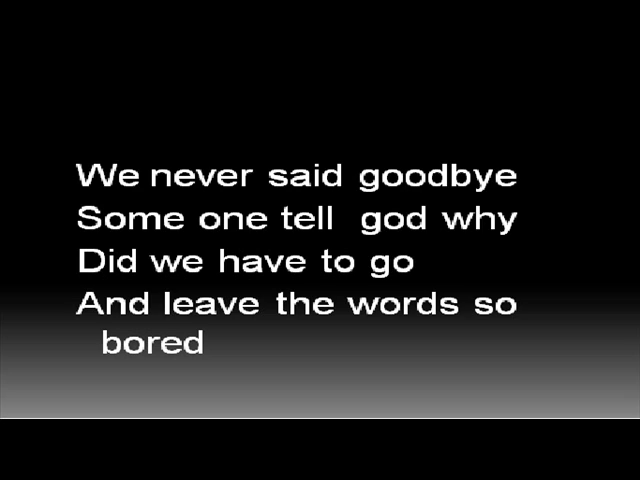 We never said goodbye
Some one tell god why
Did we have to go
And leave the words so
bored